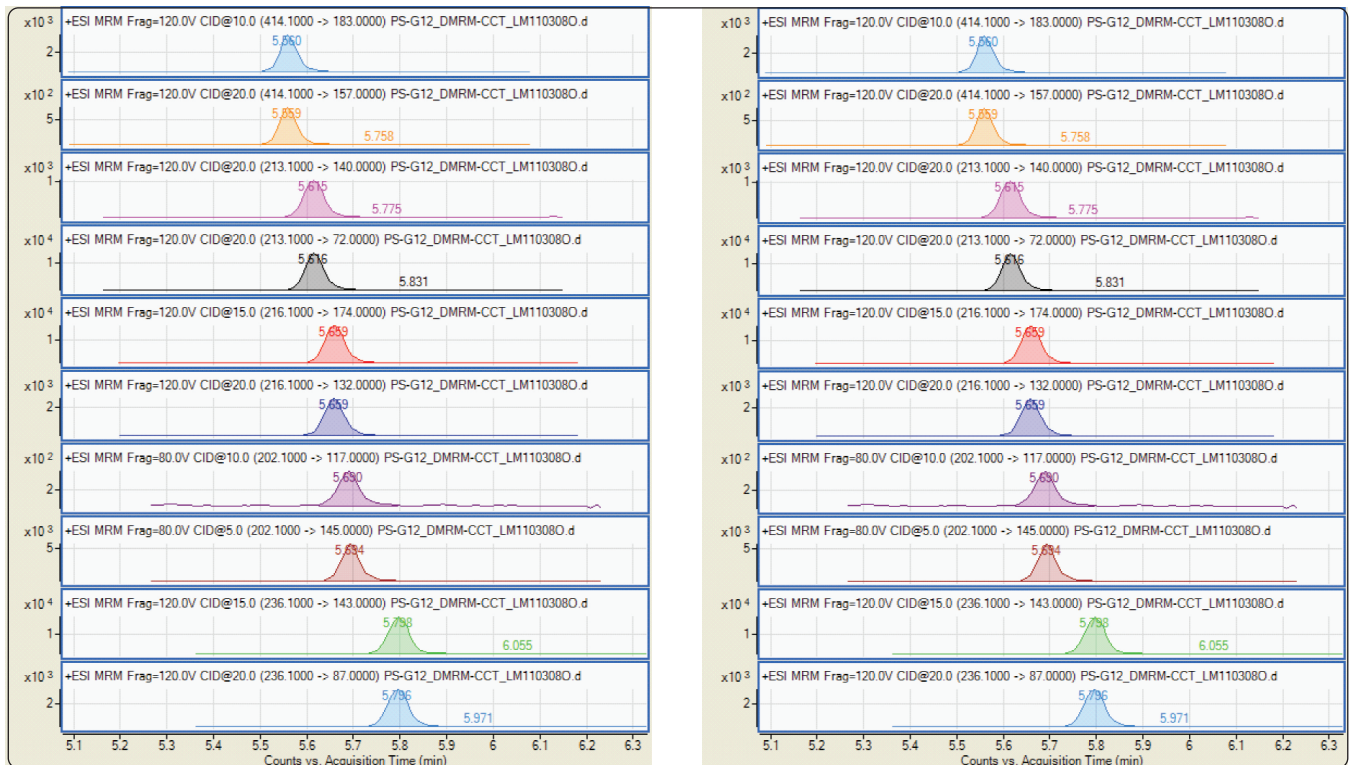 x10 3
+ESI MRM Frag=120.0V CID@10.0 (414.1000 -> 183.0000) PS-G12_DMRM-CCT_LM110308O.d
5.560
2
x10 2
+ESI MRM Frag=120.0V CID@20.0 (414.1000 -> 157.0000) PS-G12_DMRM-CCT_LM110308O.d
5.559
5
5.758
x10 3
+ESI MRM Frag=120.0V CID@20.0 (213.1000 -> 140.0000) PS-G12_DMRM-CCT_LM110308O.d
1
5.615
5.775
x10 4
+ESI MRM Frag=120.0V CID@20.0 (213.1000 -> 72.0000) PS-G12_DMRM-CCT_LM110308O.d
5.616
1
5.831
x10 4
+ESI MRM Frag=120.0V CID@15.0 (216.1000 -> 174.0000) PS-G12_DMRM-CCT_LM110308O.d
5.659
1
x10 3
+ESI MRM Frag=120.0V CID@20.0 (216.1000 -> 132.0000) PS-G12_DMRM-CCT_LM110308O.d
2
5.659
x10 2
+ESI MRM Frag=80.0V CID@10.0 (202.1000 -> 117.0000) PS-G12_DMRM-CCT_LM110308O.d
5.690
2
x10 3
+ESI MRM Frag=80.0V CID@5.0 (202.1000 -> 145.0000) PS-G12_DMRM-CCT_LM110308O.d
5
5.694
x10 4
+ESI MRM Frag=120.0V CID@15.0 (236.1000 -> 143.0000) PS-G12_DMRM-CCT_LM110308O.d
5.798
1
6.055
x10 3
+ESI MRM Frag=120.0V CID@20.0 (236.1000 -> 87.0000) PS-G12_DMRM-CCT_LM110308O.d
5.796
2
5.971
5.1 5.2 5.3 5.4 5.5 5.6 5.7 5.8 5.9 6 6.1 6.2 6.3
Counts vs. Acquisition Time (min)
x10 3
+ESI MRM Frag=120.0V CID@10.0 (414.1000 -> 183.0000) PS-G12_DMRM-CCT_LM110308O.d
5.560
2
x10 2
+ESI MRM Frag=120.0V CID@20.0 (414.1000 -> 157.0000) PS-G12_DMRM-CCT_LM110308O.d
5.559
5
5.758
x10 3
+ESI MRM Frag=120.0V CID@20.0 (213.1000 -> 140.0000) PS-G12_DMRM-CCT_LM110308O.d
1
5.615
5.775
x10 4
+ESI MRM Frag=120.0V CID@20.0 (213.1000 -> 72.0000) PS-G12_DMRM-CCT_LM110308O.d
5.616
1
5.831
x10 4
+ESI MRM Frag=120.0V CID@15.0 (216.1000 -> 174.0000) PS-G12_DMRM-CCT_LM110308O.d
5.659
1
x10 3
+ESI MRM Frag=120.0V CID@20.0 (216.1000 -> 132.0000) PS-G12_DMRM-CCT_LM110308O.d
2
5.659
x10 2
+ESI MRM Frag=80.0V CID@10.0 (202.1000 -> 117.0000) PS-G12_DMRM-CCT_LM110308O.d
5.690
2
x10 3
+ESI MRM Frag=80.0V CID@5.0 (202.1000 -> 145.0000) PS-G12_DMRM-CCT_LM110308O.d
5
5.694
x10 4
+ESI MRM Frag=120.0V CID@15.0 (236.1000 -> 143.0000) PS-G12_DMRM-CCT_LM110308O.d
5.798
1
6.055
x10 3
+ESI MRM Frag=120.0V CID@20.0 (236.1000 -> 87.0000) PS-G12_DMRM-CCT_LM110308O.d
5.796
2
5.971
5.1 5.2 5.3 5.4 5.5 5.6 5.7 5.8 5.9 6 6.1 6.2 6.3
Counts vs. Acquisition Time (min)